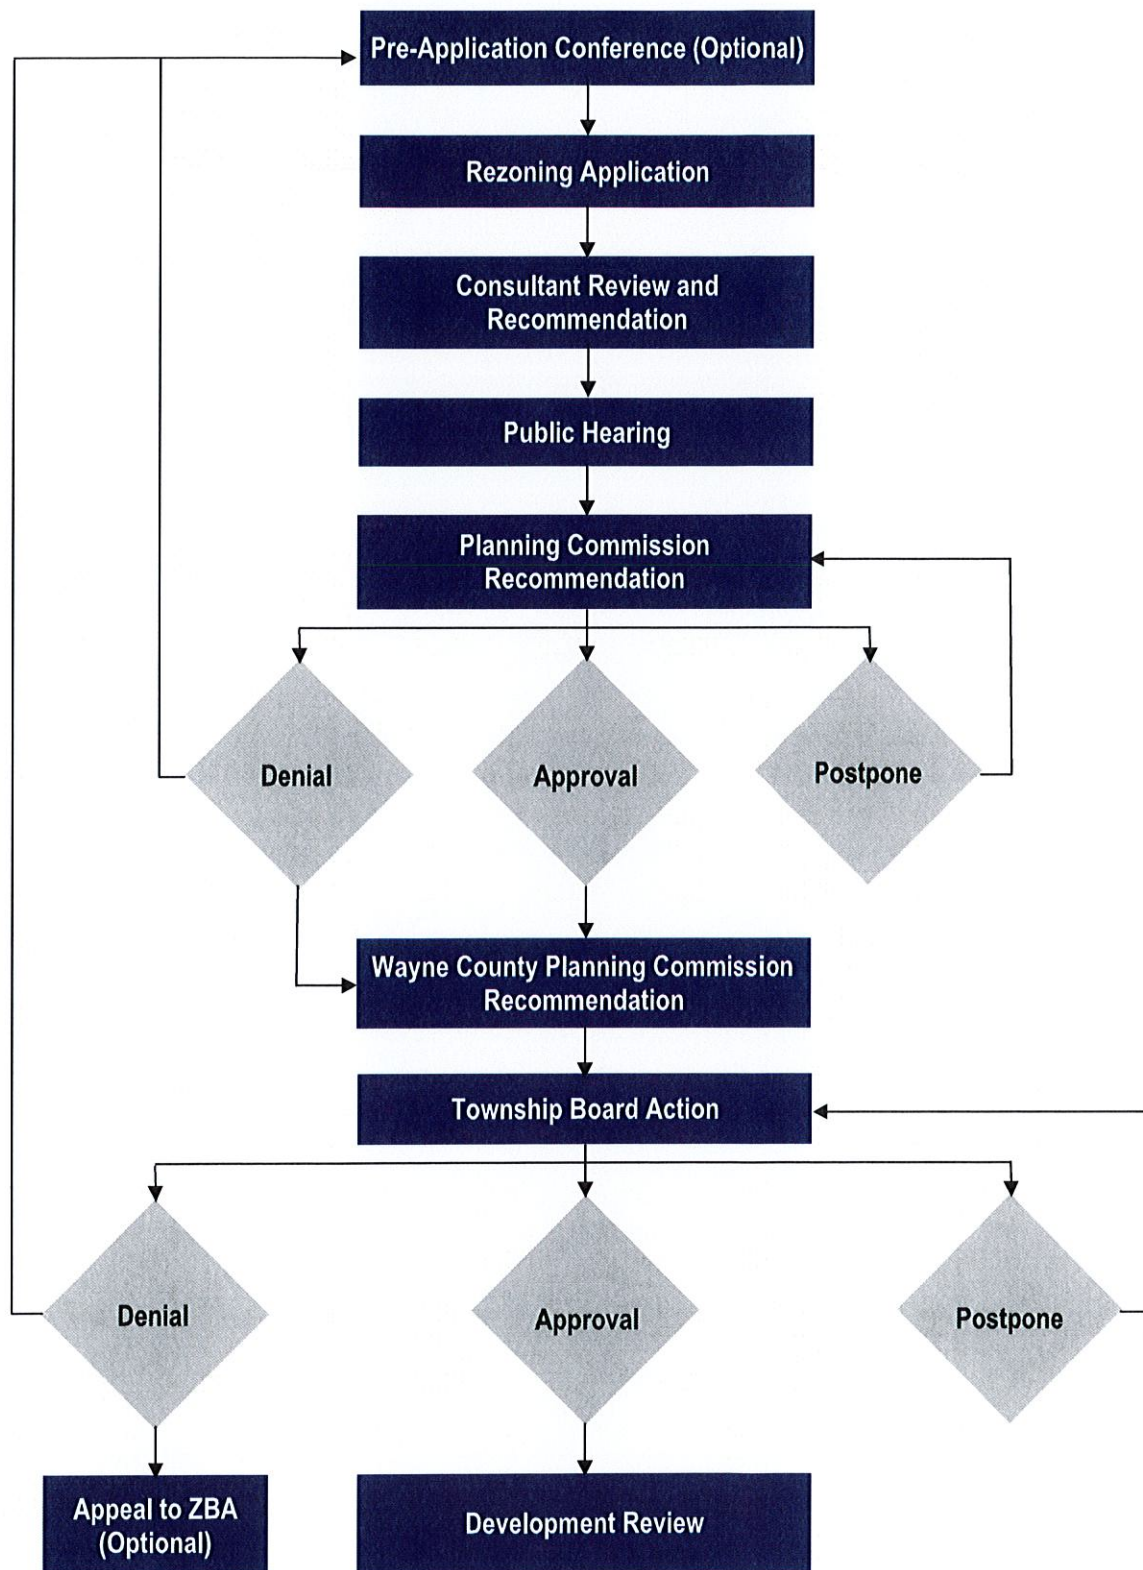 Pre-Application Conference (Optional)
Rezoning Application
Consultant Review and
Recommendation
Public Hearing
Planning Commission
Recommendation
Denial
Approval
Postpone
Wayne County Planning Commission
Recommendation
Township Board Action
Denial
Approval
Postpone
Appeal to ZBA
(Optional)
Development Review